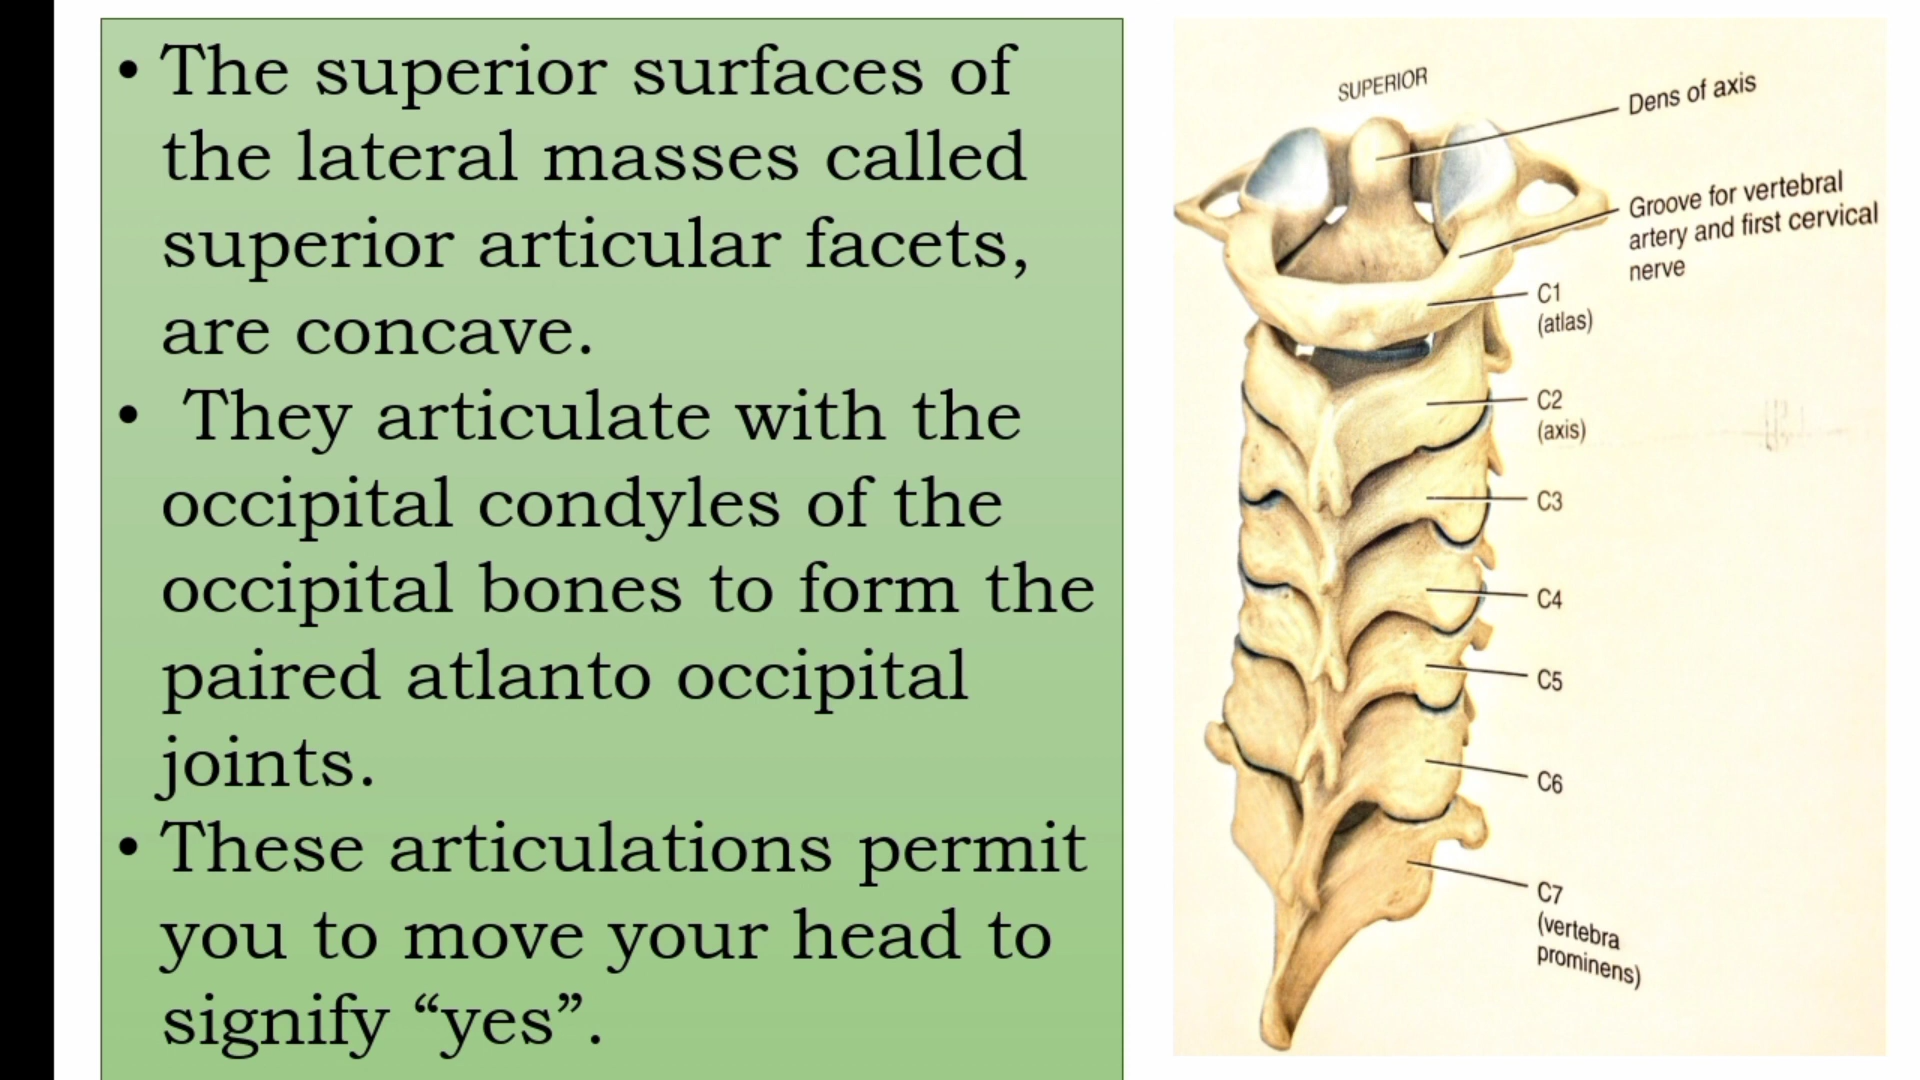 • The superior surfaces of
the lateral masses called
superior articular facets,
are concave.
• They articulate with the
occipital condyles of the
occipital bones to form the
paired atlanto occipital
joints.
• These articulations permit
you to move your head to
signify “yes”.
SUPERIOR
Dens of axis
Groove for vertebral
artery and first cervical
nerve
C1
(atlas)
C2
(axis)
C3
C4
C5
C6
C7
(vertebra
prominens)